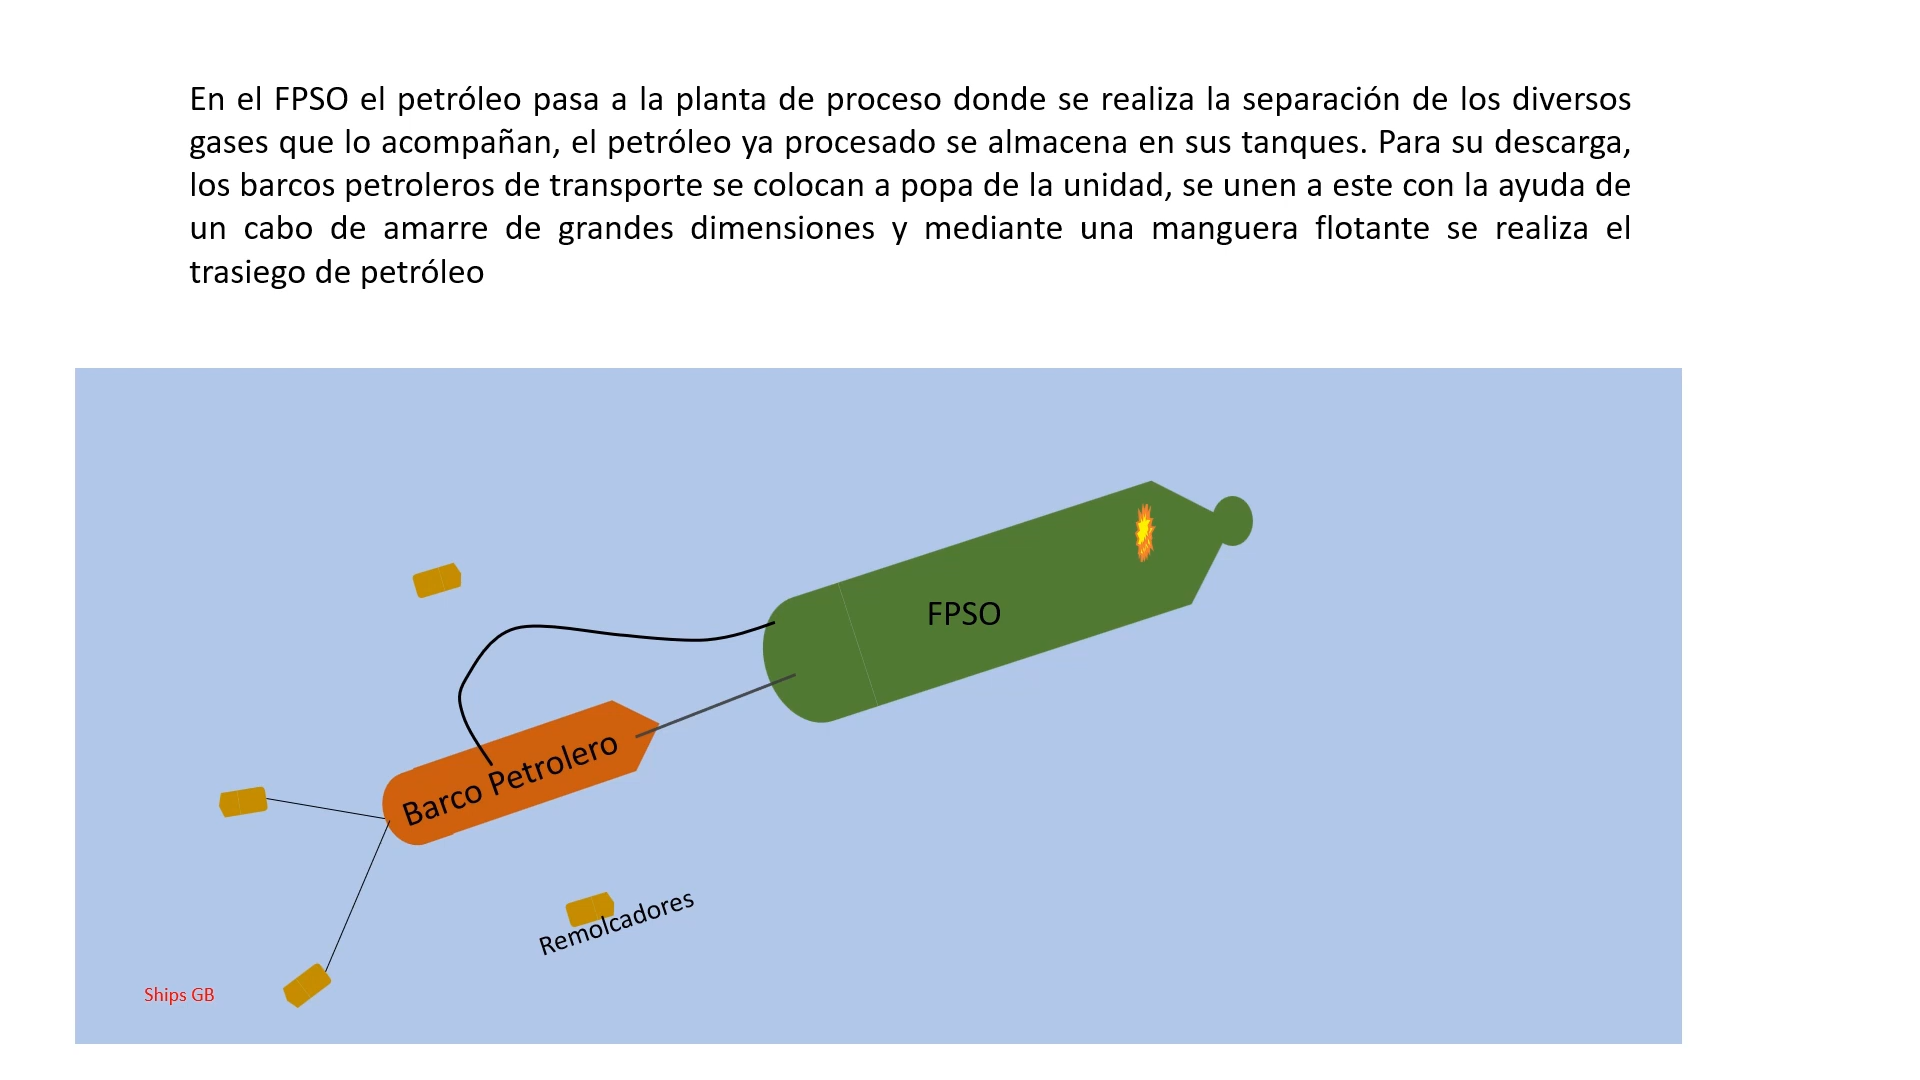 En el FPSO el petróleo pasa a la planta de proceso donde se realiza la separación de los diversos
gases que lo acompañan, el petróleo ya procesado se almacena en sus tanques. Para su descarga,
los barcos petroleros de transporte se colocan a popa de la unidad, se unen a este con la ayuda de
un cabo de amarre de grandes dimensiones y mediante una manguera flotante se realiza el
trasiego de petróleo
FPSO
Barco Petrolero
Remolcadores
Ships GB